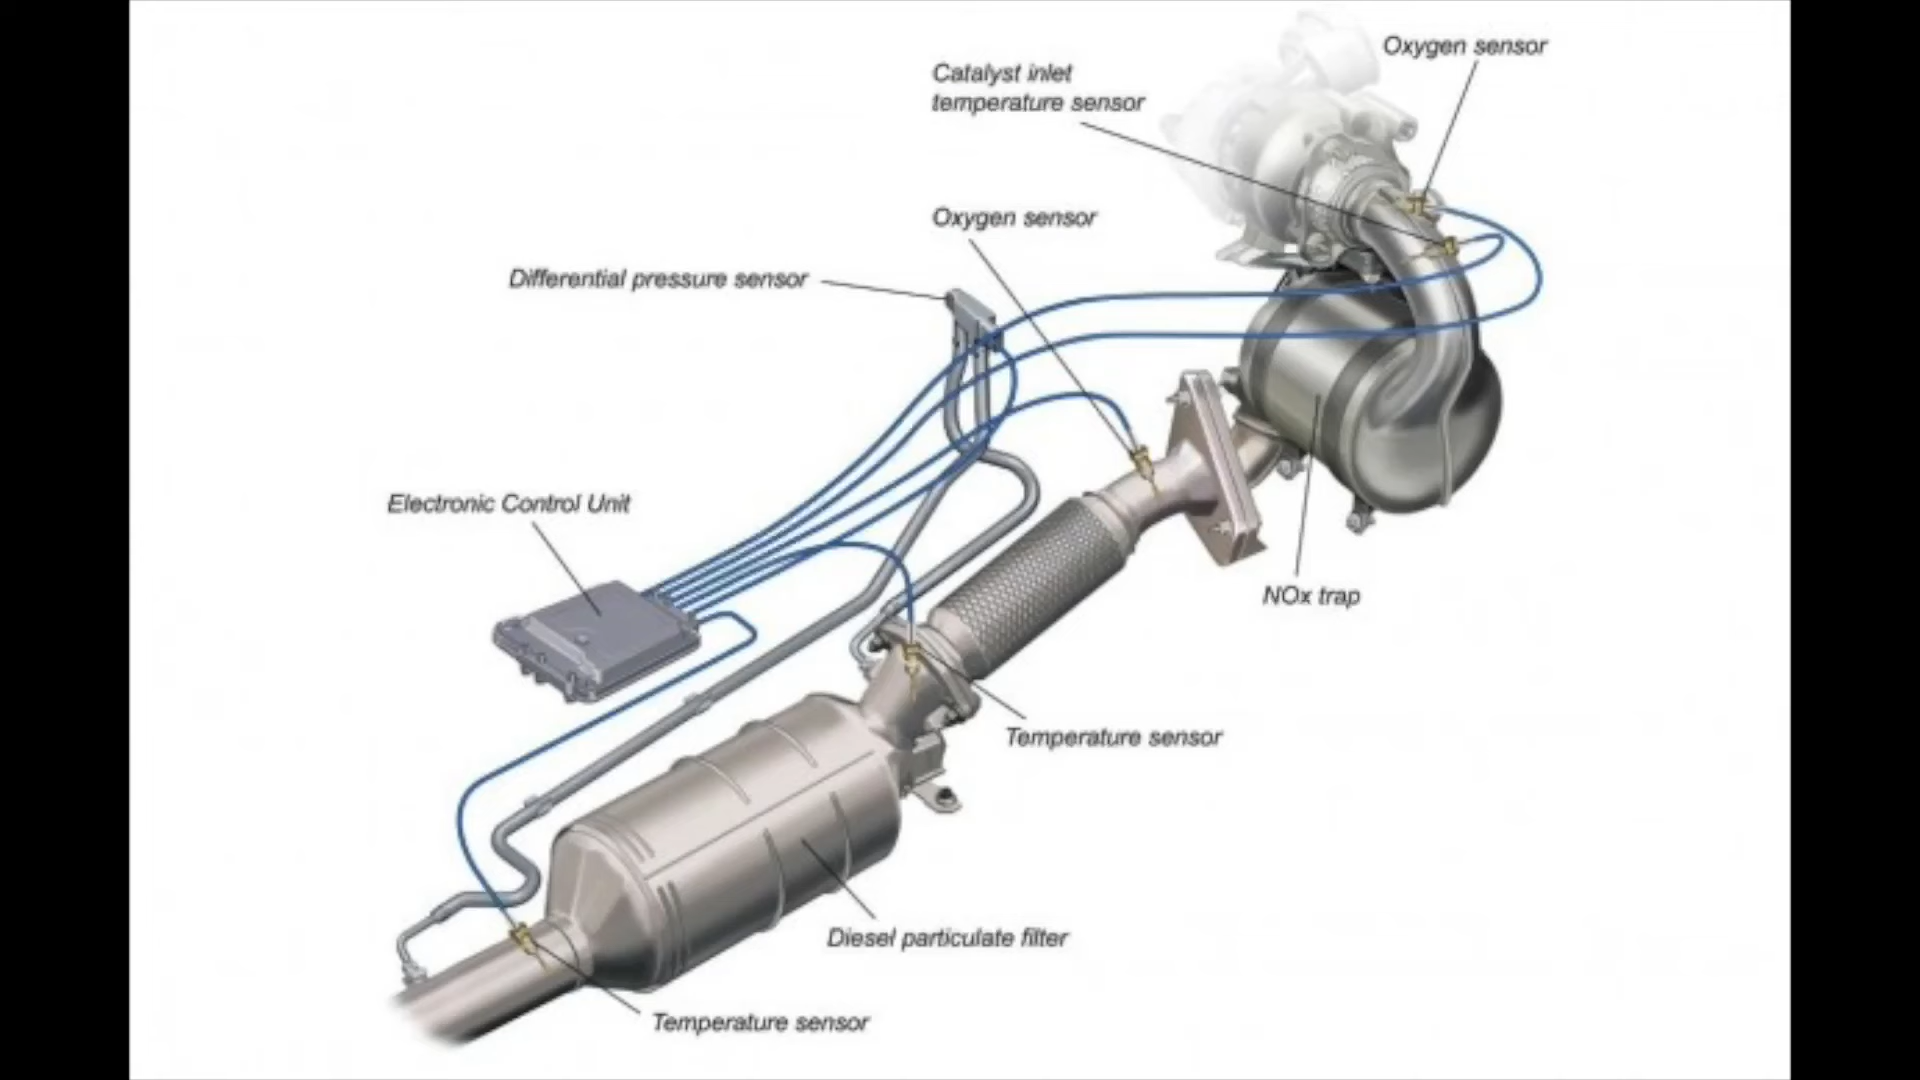 Oxygen sensor
Catalyst inlet
temperature sensor
Oxygen sensor
Differential pressure sensor
Electronic Control Unit
NOx trap
Temperature sensor
Diesel particulate filter
Temperature sensor